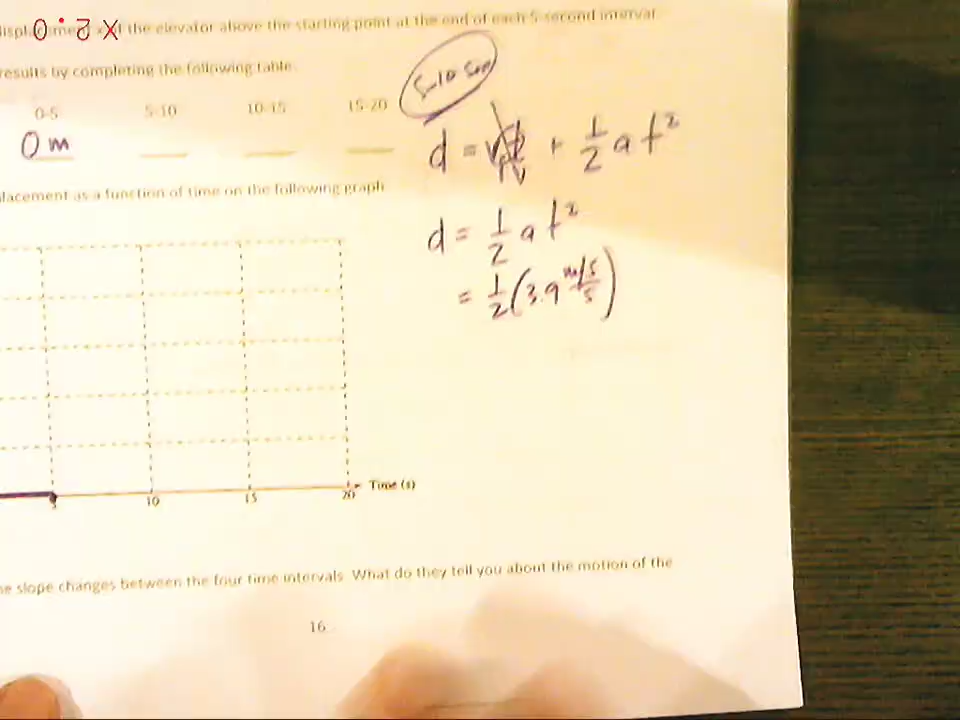 x 2.0
the elevator above the starting point at the end of each 5-second interval
results by completing the following table.
0-5 5-10 10-15 15-20
0 m
5-10 sec
d = + 1/2 a t²
lacement as a function of time on the following graph
d = 1/2 a t²
= 1/2 (3.9 m/s/s)
5 10 15 20 Time (s)
slope changes between the four time intervals. What do they tell you about the motion of the
16